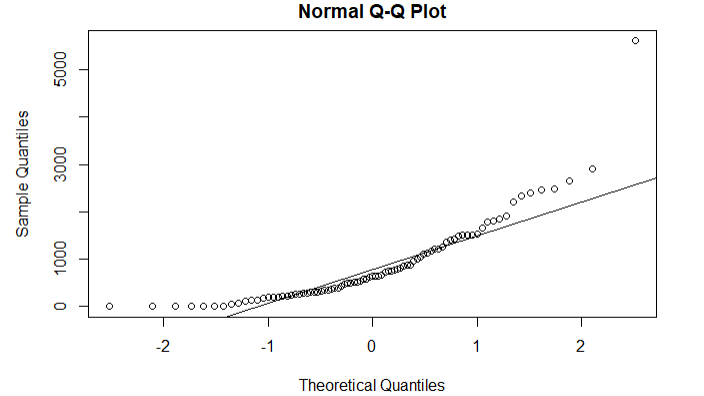 Normal Q-Q Plot
Sample Quantiles
5000
3000
1000
0
-2 -1 0 1 2
Theoretical Quantiles